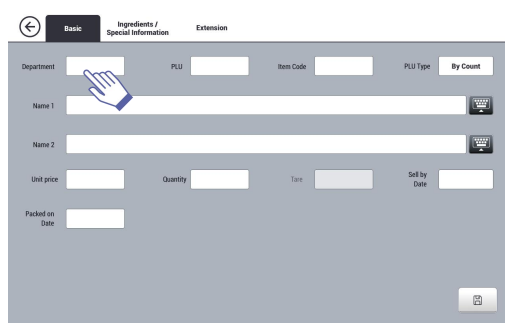 Basic
Ingredients /
Special Information
Extension
Department
PLU
Item Code
PLU Type
By Count
Name 1
Name 2
Unit price
Quantity
Tare
Sell by
Date
Packed on
Date